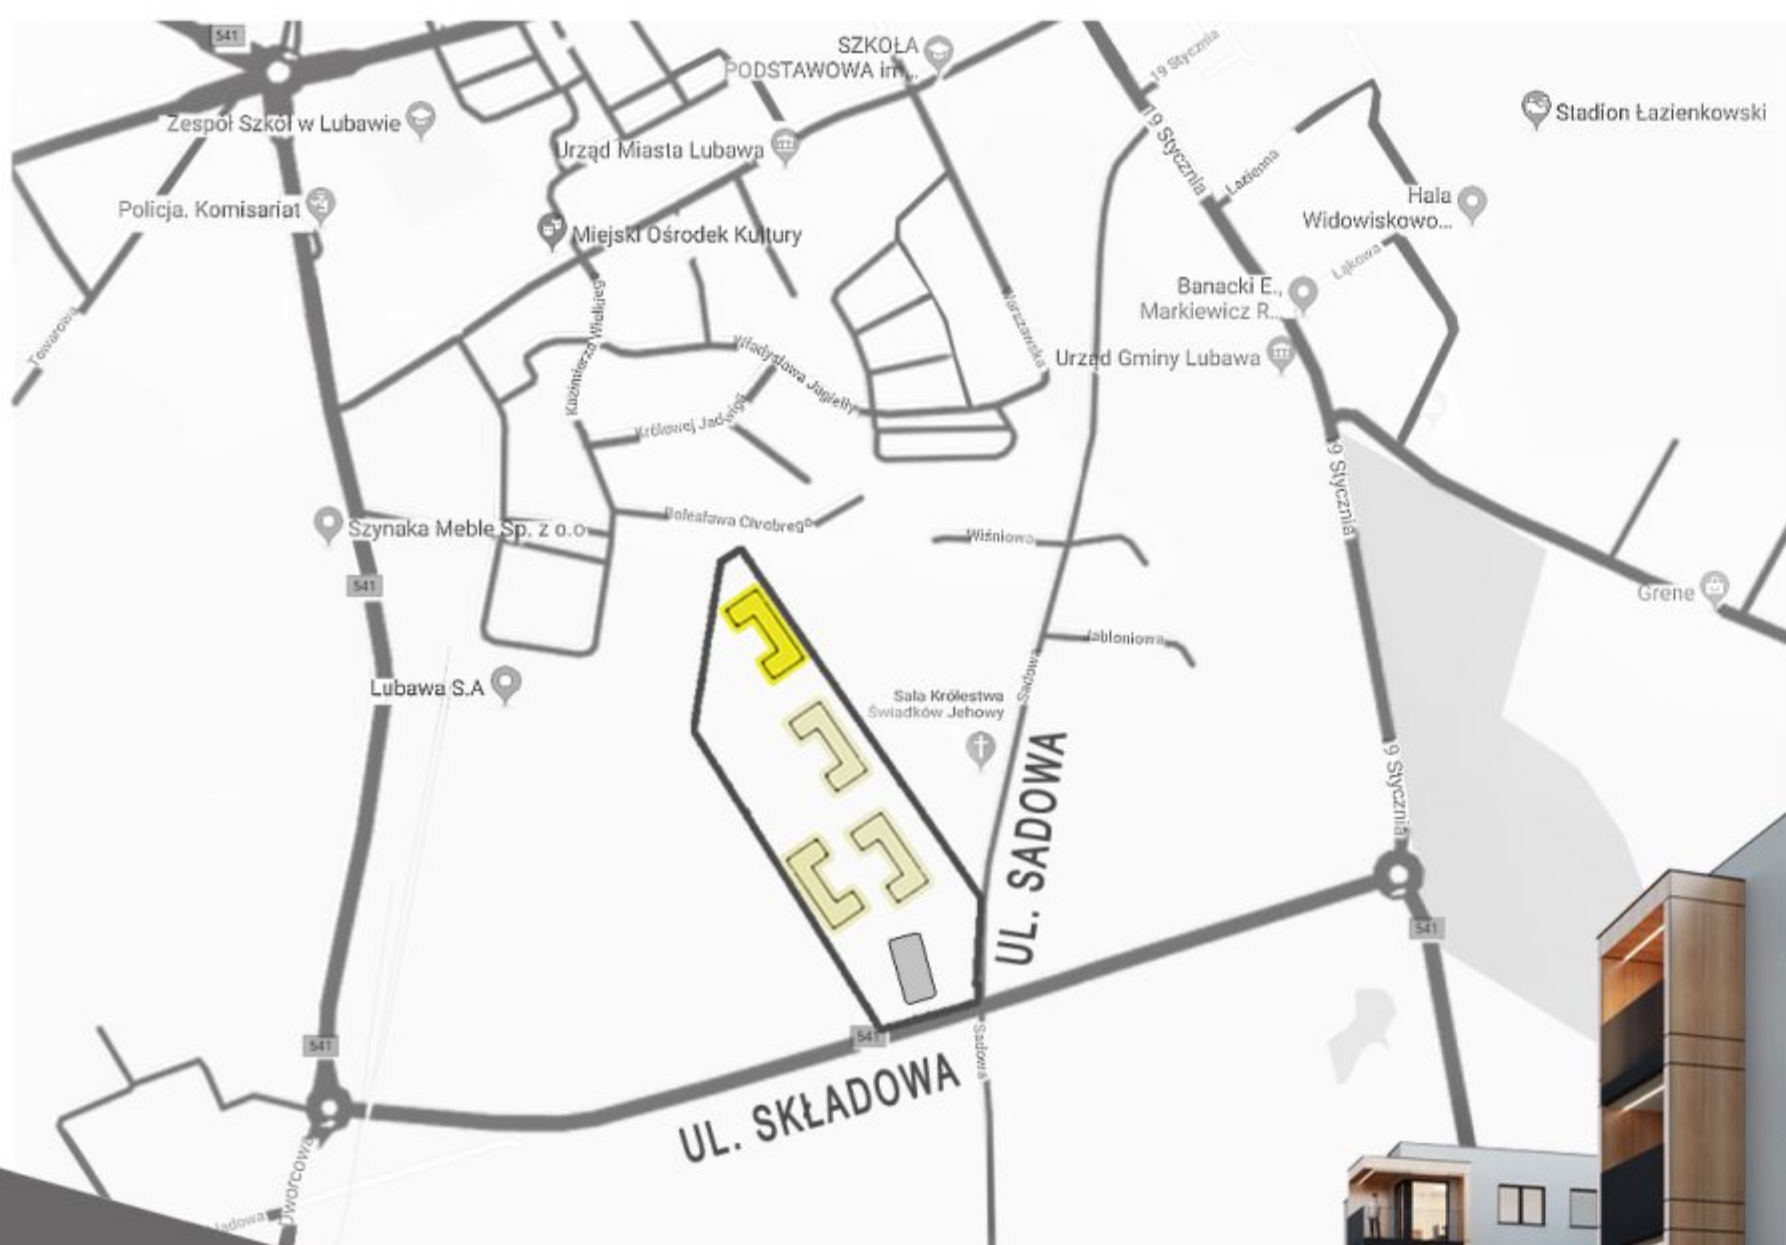 541
SZKOŁA
PODSTAWOWA im...
19 Stycznia
Zespół Szkół w Lubawie
Stadion Łazienkowski
Urząd Miasta Lubawa
19 Stycznia
Łazienna
Policja. Komisariat
Hala
Widowiskowo...
Miejski Ośrodek Kultury
Łąkowa
Banacki E.,
Markiewicz R...
Kazimierza Wielkiego
Warszawska
Towarowa
Władysława Jagiełły
Urząd Gminy Lubawa
Królowej Jadwigi
19 Stycznia
Bolesława Chrobrego
Szynaka Meble Sp. z o.o
Wiśniowa
541
Grene
Jabłoniowa
Sadowa
Lubawa S.A
Sala Królestwa
Świadków Jehowy
UL. SADOWA
19 Stycznia
541
541
541
Sadowa
UL. SKŁADOWA
Dworcowa
ładowa